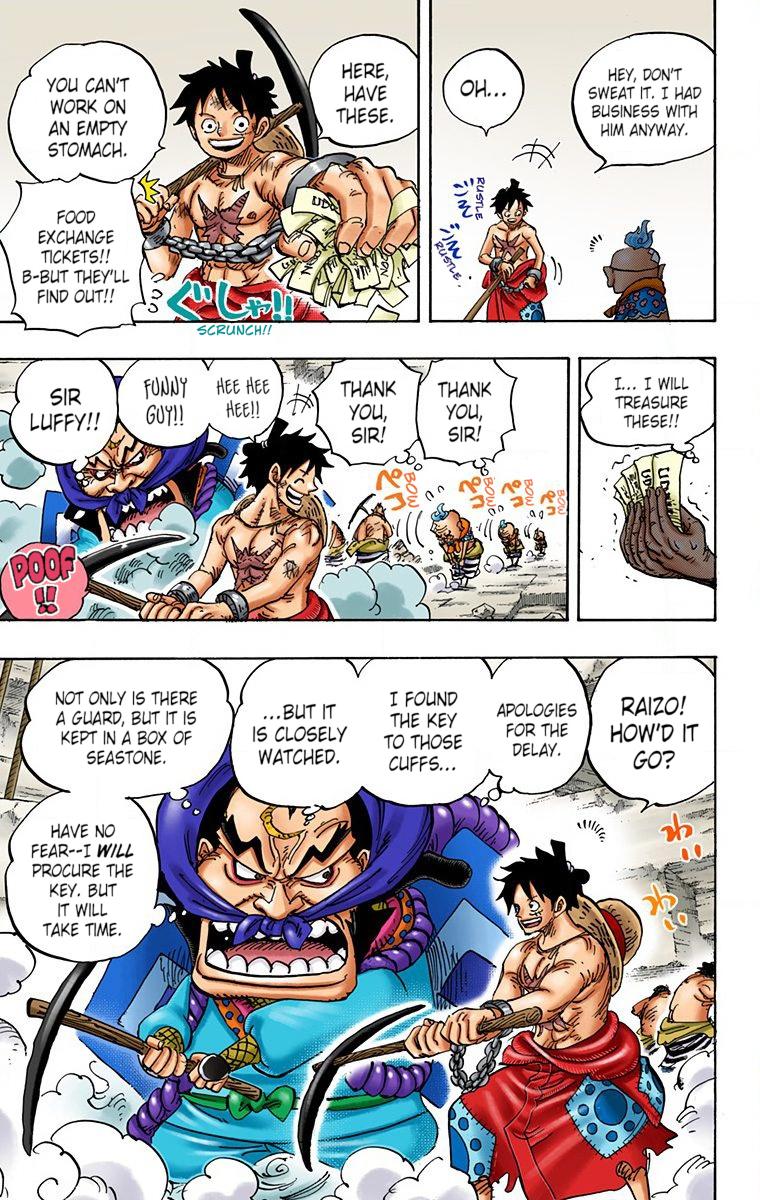 HEY, DON'T
SWEAT IT. I HAD
BUSINESS WITH
HIM ANYWAY.
OH...
RUSTLE
RUSTLE
HERE,
HAVE
THESE.
YOU CAN'T
WORK ON
AN EMPTY
STOMACH.
FOOD
EXCHANGE
TICKETS!!
B-BUT THEY'LL
FIND OUT!!
ぐしゃ!!
SCRUNCH!!
I... I WILL
TREASURE
THESE!!
THANK
YOU,
SIR!
THANK
YOU,
SIR!
BOW
BOW
BOW
BOW
HEE HEE
HEE!!
FUNNY
GUY!!
SIR
LUFFY!!
POOF
!!
RAIZO!
HOW'D IT
GO?
APOLOGIES
FOR THE
DELAY.
I FOUND
THE KEY
TO THOSE
CUFFS...
...BUT IT
IS CLOSELY
WATCHED.
NOT ONLY IS THERE
A GUARD, BUT IT IS
KEPT IN A BOX OF
SEASTONE.
HAVE NO
FEAR--I WILL
PROCURE THE
KEY. BUT
IT WILL
TAKE TIME.